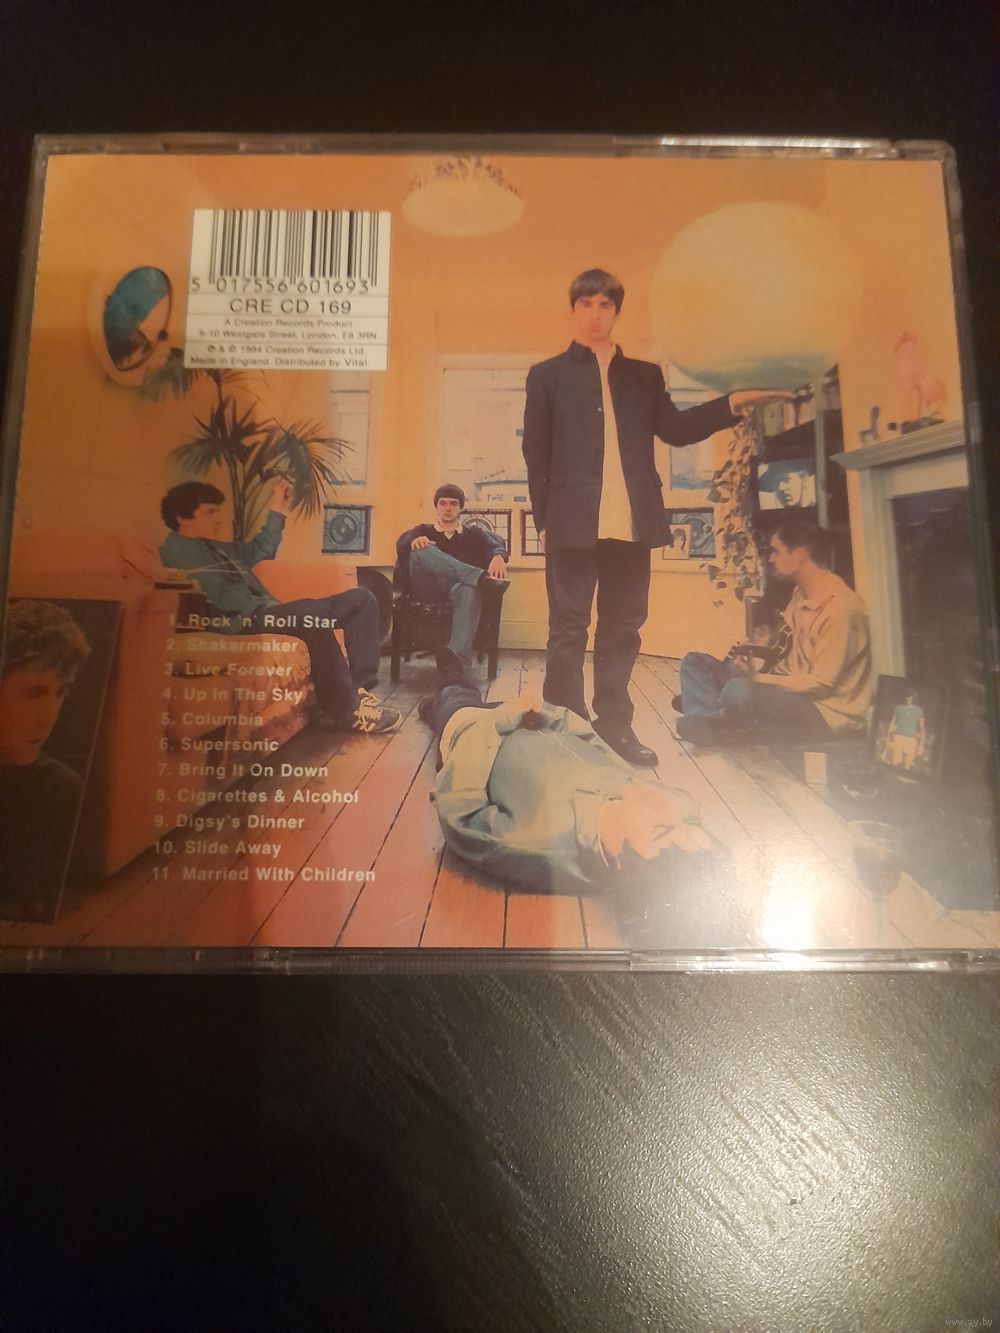 5 017556 601693
CRE CD 169
A Creation Records Product
8-10 Westgate Street, London. E8 3RN
℗ & © 1994 Creation Records Ltd.
Made in England. Distributed by Vital.
1. Rock 'n' Roll Star
2. Shakermaker
3. Live Forever
4. Up In The Sky
5. Columbia
6. Supersonic
7. Bring It On Down
8. Cigarettes & Alcohol
9. Digsy's Dinner
10. Slide Away
11. Married With Children
www.ay.by